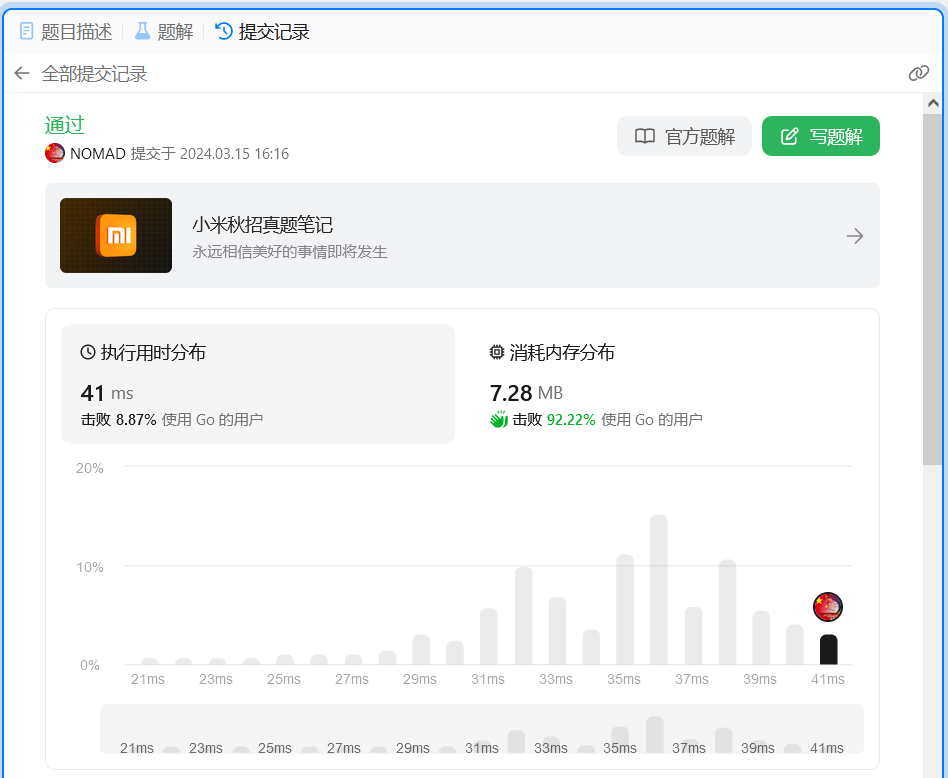 题目描述 题解 提交记录
全部提交记录
通过
NOMAD 提交于 2024.03.15 16:16
官方题解 写题解
小米秋招真题笔记
永远相信美好的事情即将发生
执行用时分布
41 ms
击败 8.87% 使用 Go 的用户
消耗内存分布
7.28 MB
击败 92.22% 使用 Go 的用户
20%
10%
0%
21ms 23ms 25ms 27ms 29ms 31ms 33ms 35ms 37ms 39ms 41ms
21ms 23ms 25ms 27ms 29ms 31ms 33ms 35ms 37ms 39ms 41ms